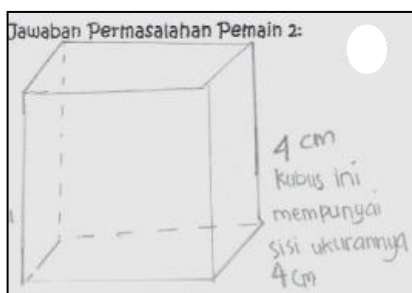 Jawaban Permasalahan Pemain 2:
4 cm
Kubus ini
mempunyai
sisi ukurannya
4 cm